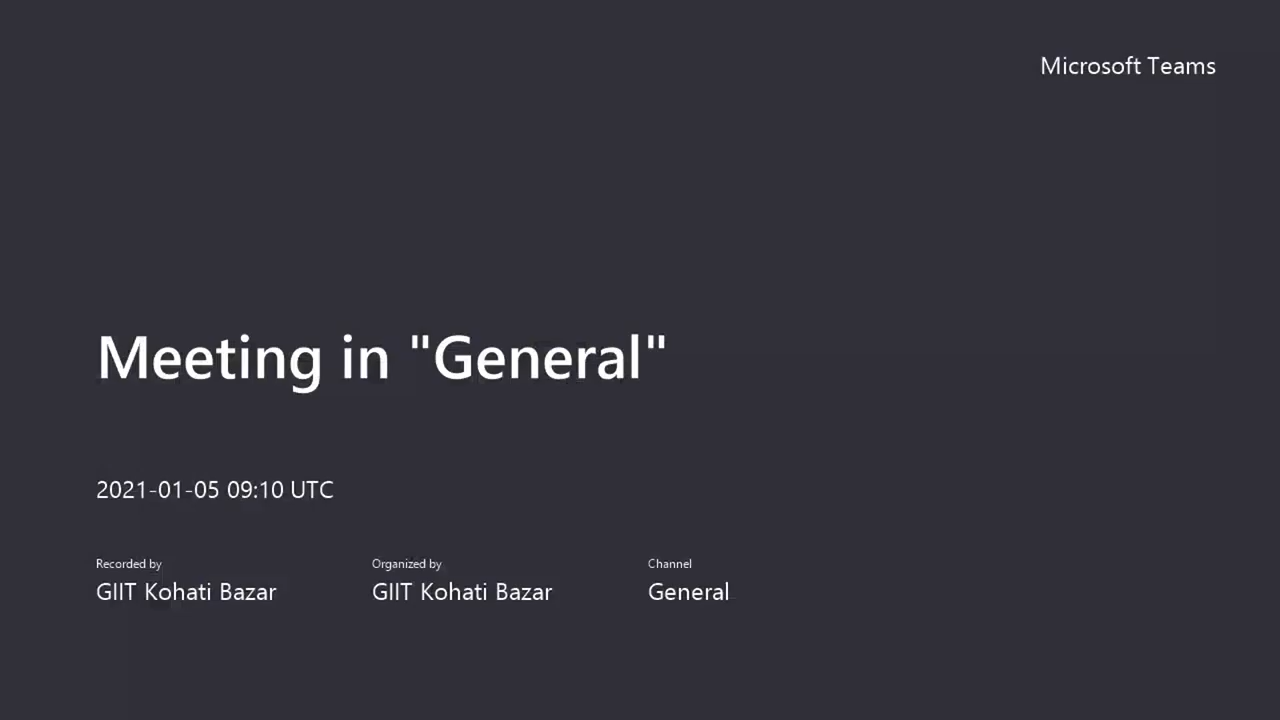 Microsoft Teams
Meeting in "General"
2021-01-05 09:10 UTC
Recorded by
GIIT Kohati Bazar
Organized by
GIIT Kohati Bazar
Channel
General